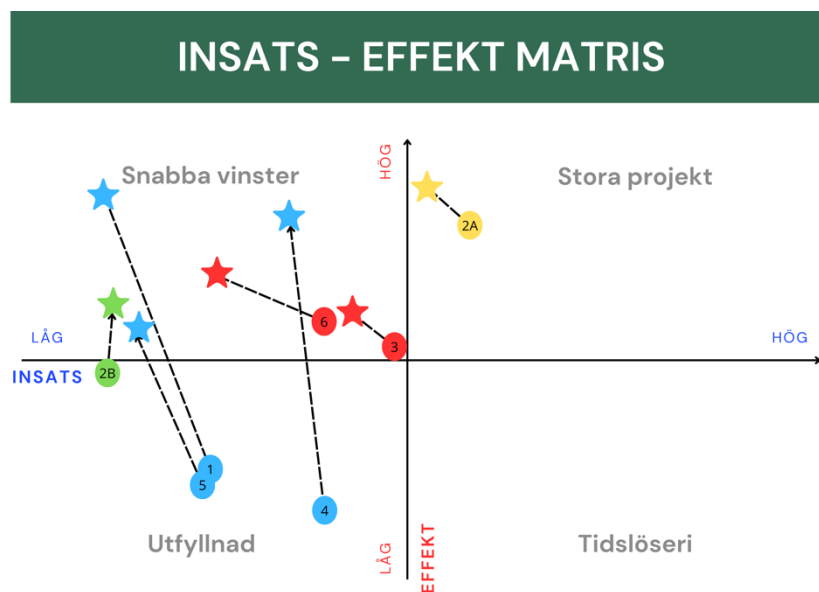 INSATS – EFFEKT MATRIS
HÖG
Snabba vinster
Stora projekt
2A
6
3
LÅG
HÖG
INSATS
2B
1
5
4
Utfyllnad
LÅG
EFFEKT
Tidslöseri